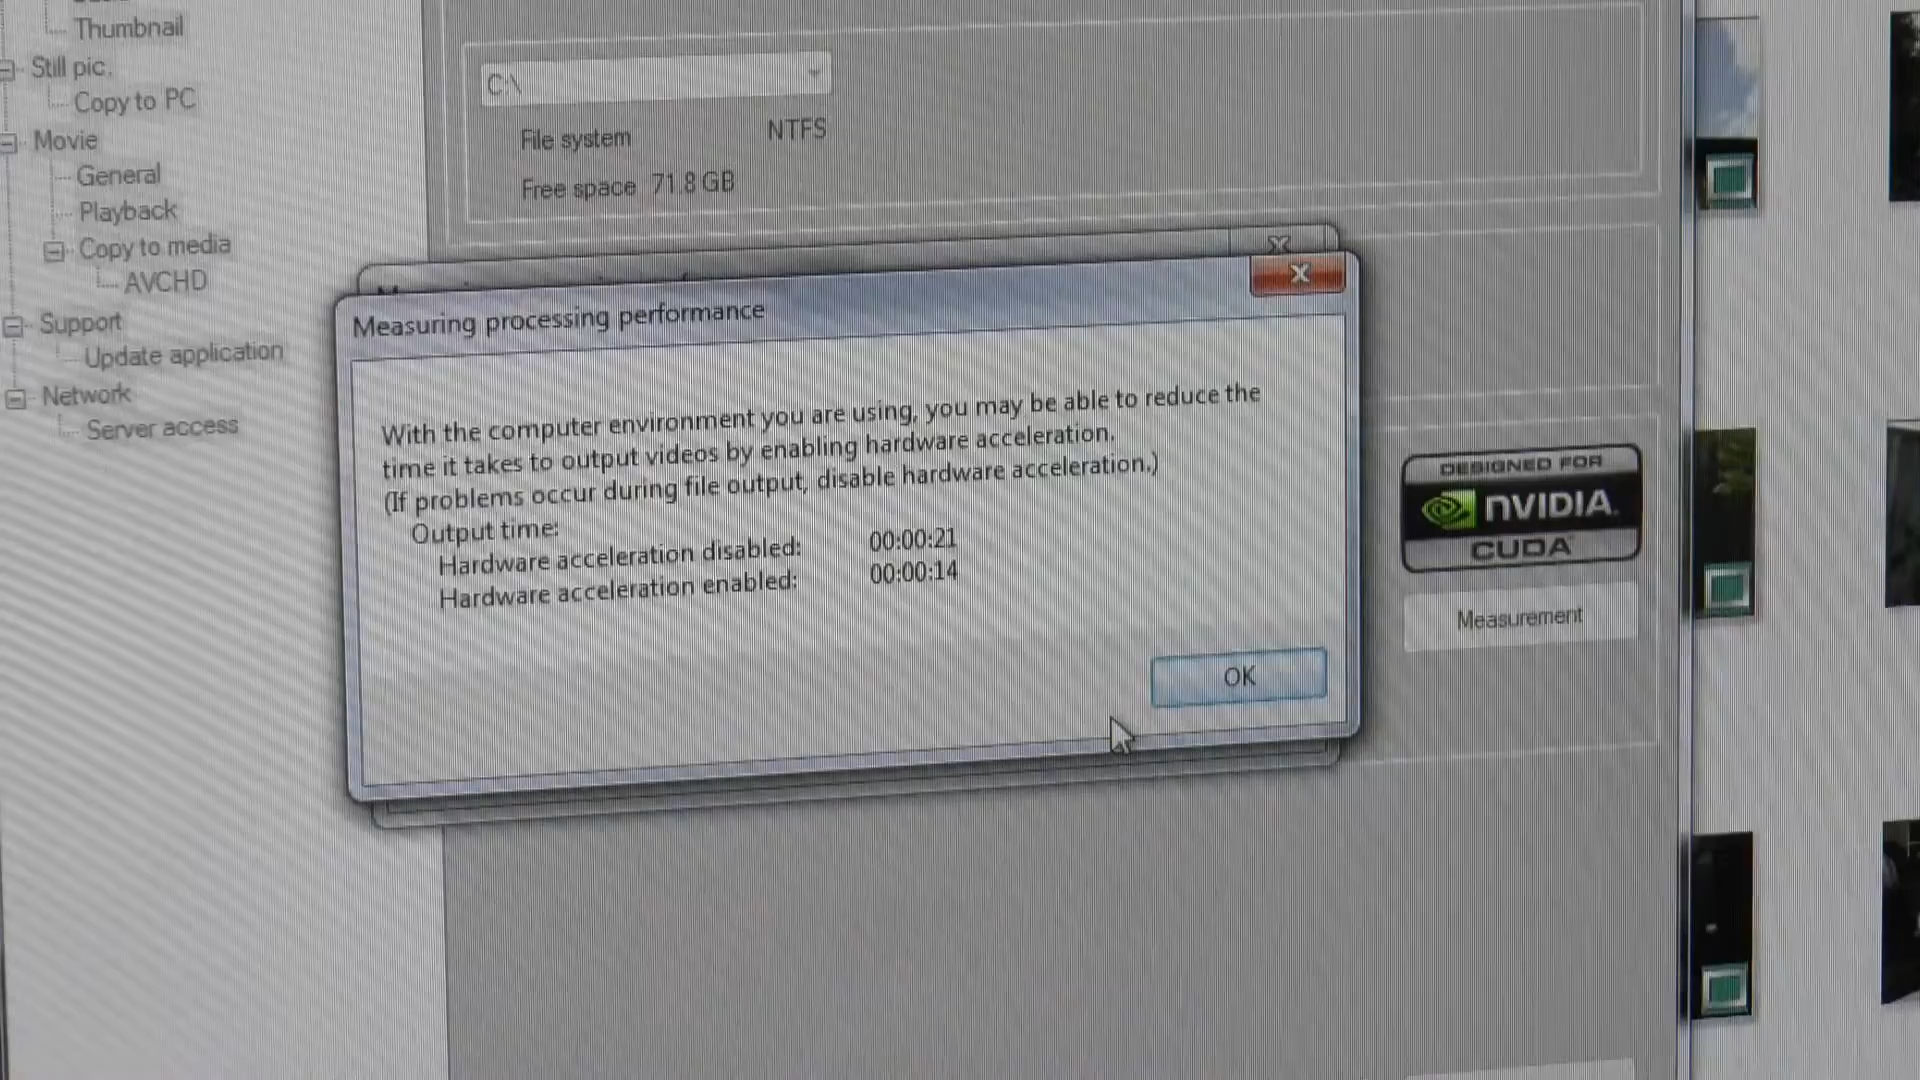 Thumbnail
Still pic.
Copy to PC
Movie
General
Playback
Copy to media
AVCHD
Support
Update application
Network
Server access
C:\
File system NTFS
Free space 71.8 GB
Measuring processing performance
With the computer environment you are using, you may be able to reduce the
time it takes to output videos by enabling hardware acceleration.
(If problems occur during file output, disable hardware acceleration.)
Output time:
Hardware acceleration disabled: 00:00:21
Hardware acceleration enabled: 00:00:14
OK
DESIGNED FOR
NVIDIA.
CUDA
Measurement